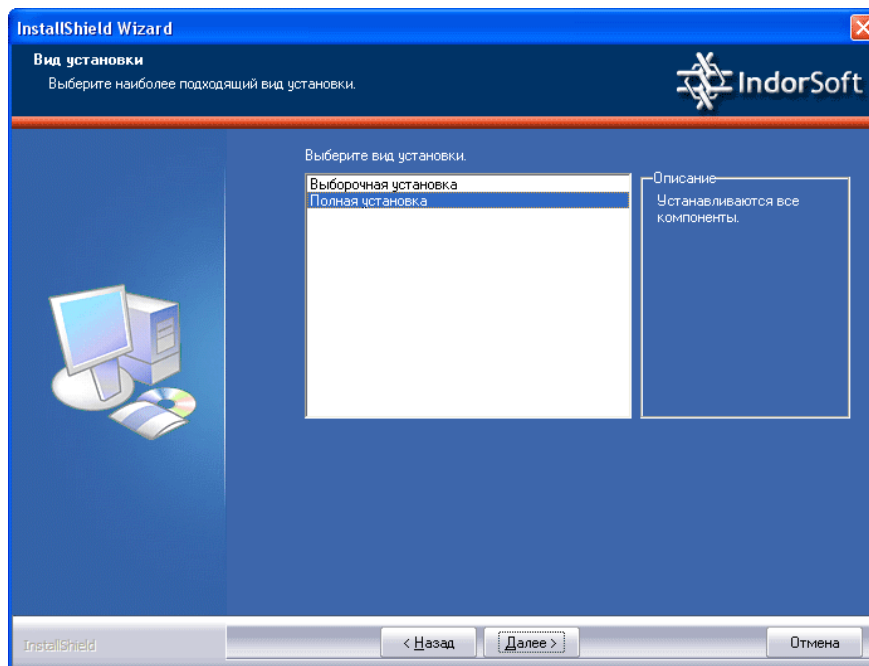 InstallShield Wizard
Вид установки
Выберите наиболее подходящий вид установки.
IndorSoft
Выберите вид установки.
Выборочная установка
Полная установка
Описание
Устанавливаются все
компоненты.
InstallShield
< Назад
Далее >
Отмена